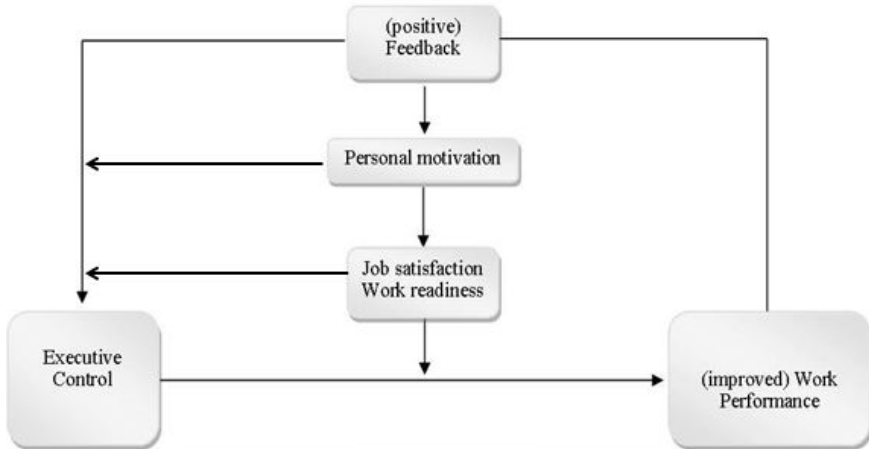 (positive)
Feedback
Personal motivation
Job satisfaction
Work readiness
Executive
Control
(improved) Work
Performance